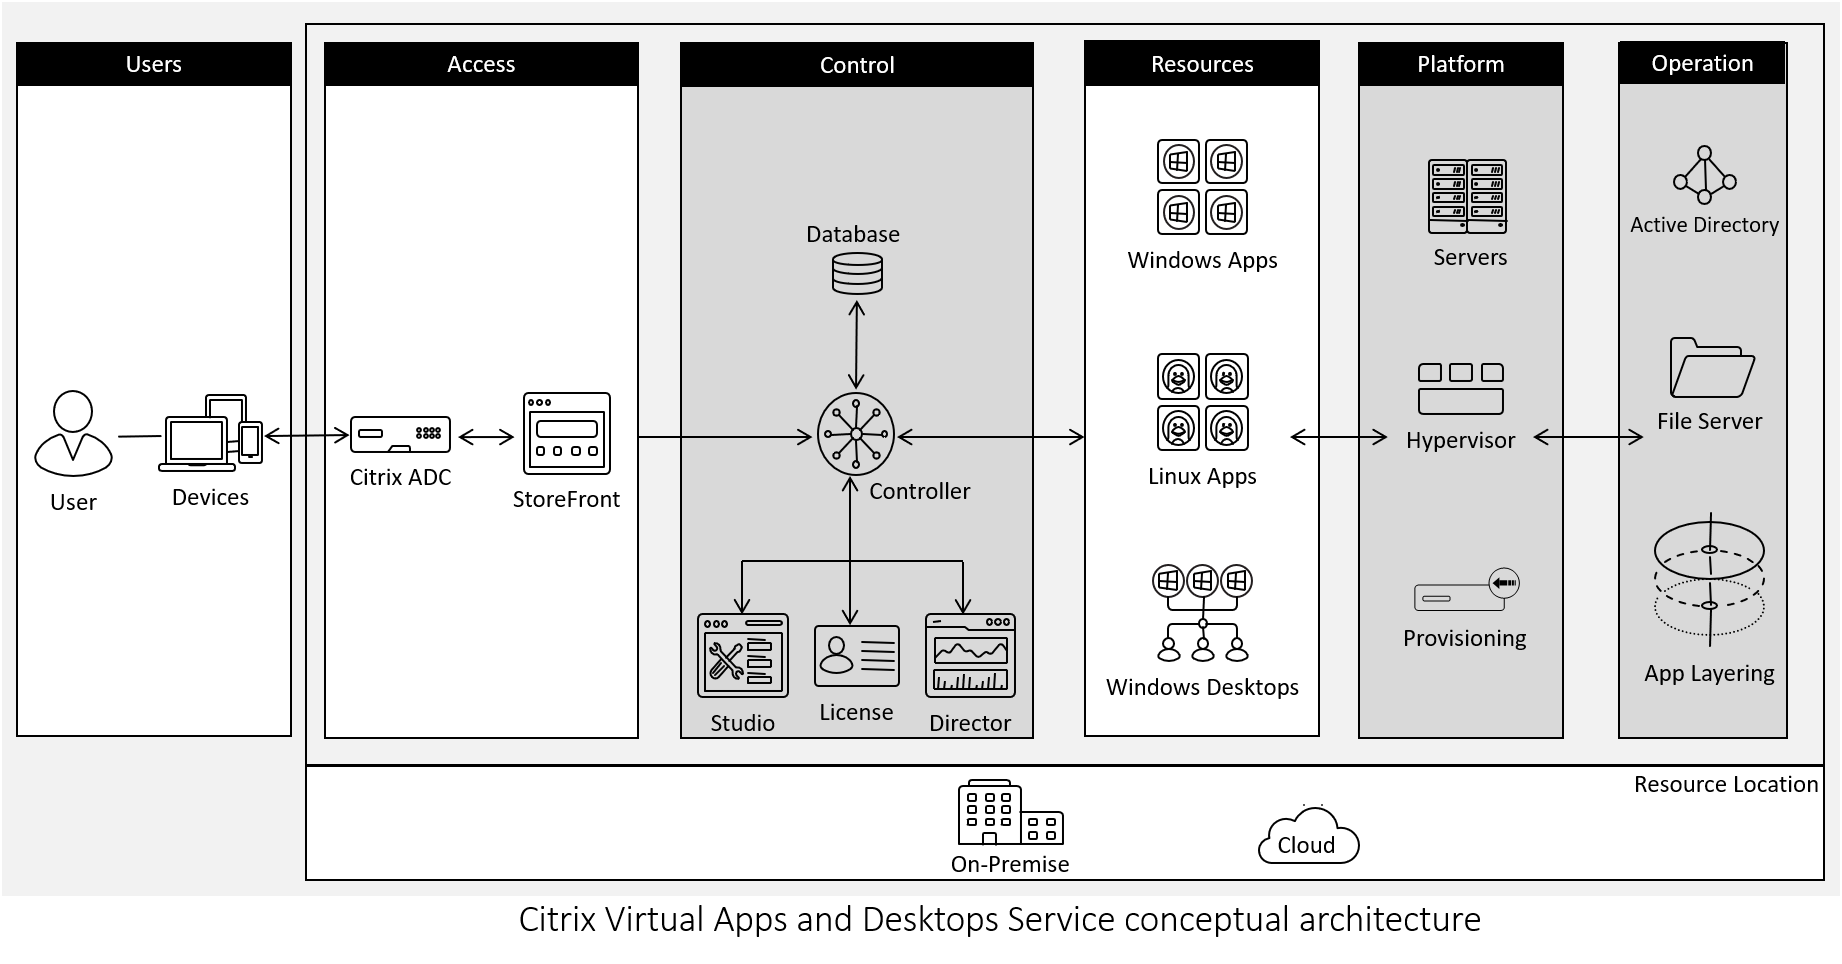 Users
Access
Control
Resources
Platform
Operation
User
Devices
Citrix ADC
StoreFront
Database
Controller
Studio
License
Director
Windows Apps
Linux Apps
Windows Desktops
Servers
Hypervisor
Provisioning
Active Directory
File Server
App Layering
Resource Location
On-Premise
Cloud
Citrix Virtual Apps and Desktops Service conceptual architecture